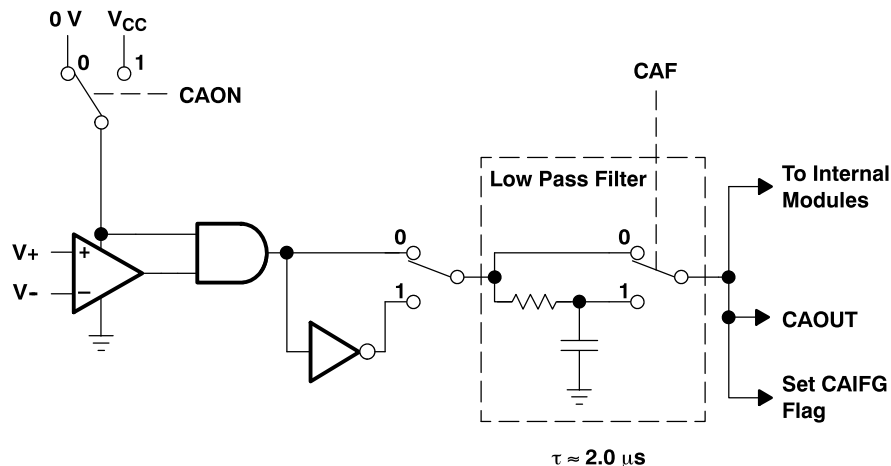 0 V VCC
0 1
CAON
CAF
Low Pass Filter
To Internal
Modules
V+
+
V-
−
0
1
0
1
CAOUT
Set CAIFG
Flag
τ ≈ 2.0 μs